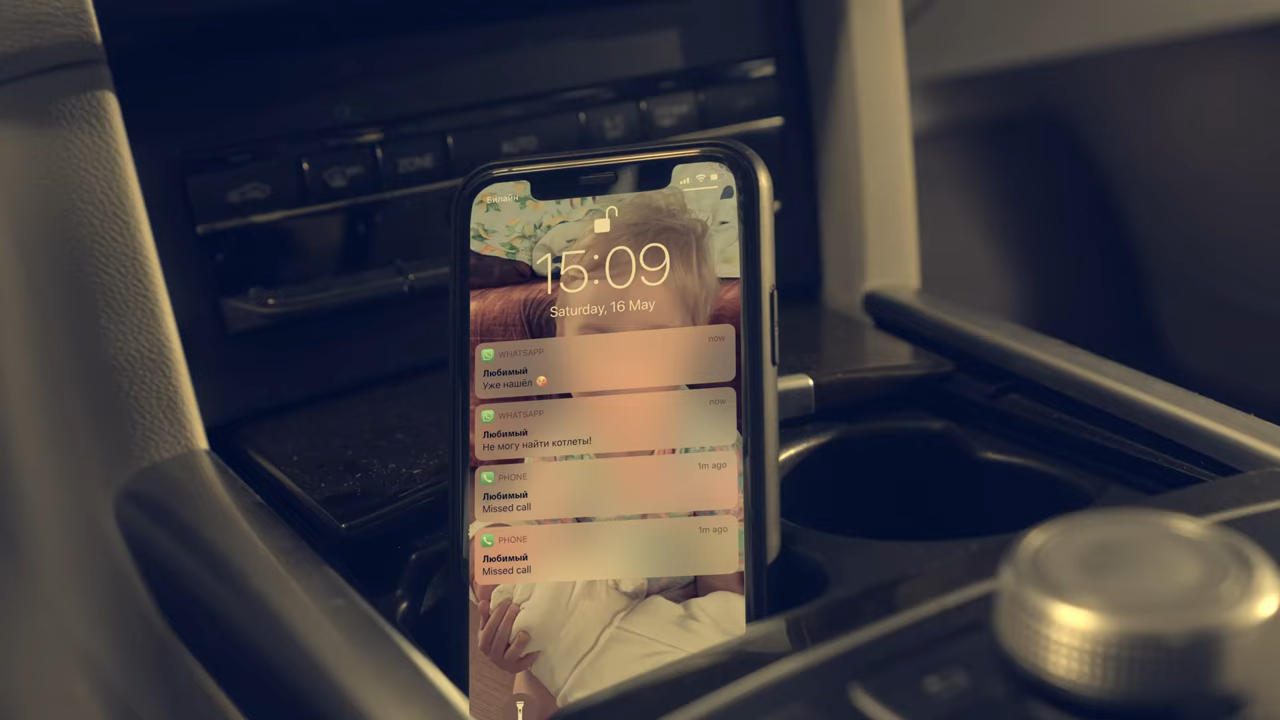 AUTO
ZONE
Билайн
15:09
Saturday, 16 May
WHATSAPP
now
Любимый
Уже нашёл 😘
WHATSAPP
now
Любимый
Не могу найти котлеты!
PHONE
1m ago
Любимый
Missed call
PHONE
1m ago
Любимый
Missed call